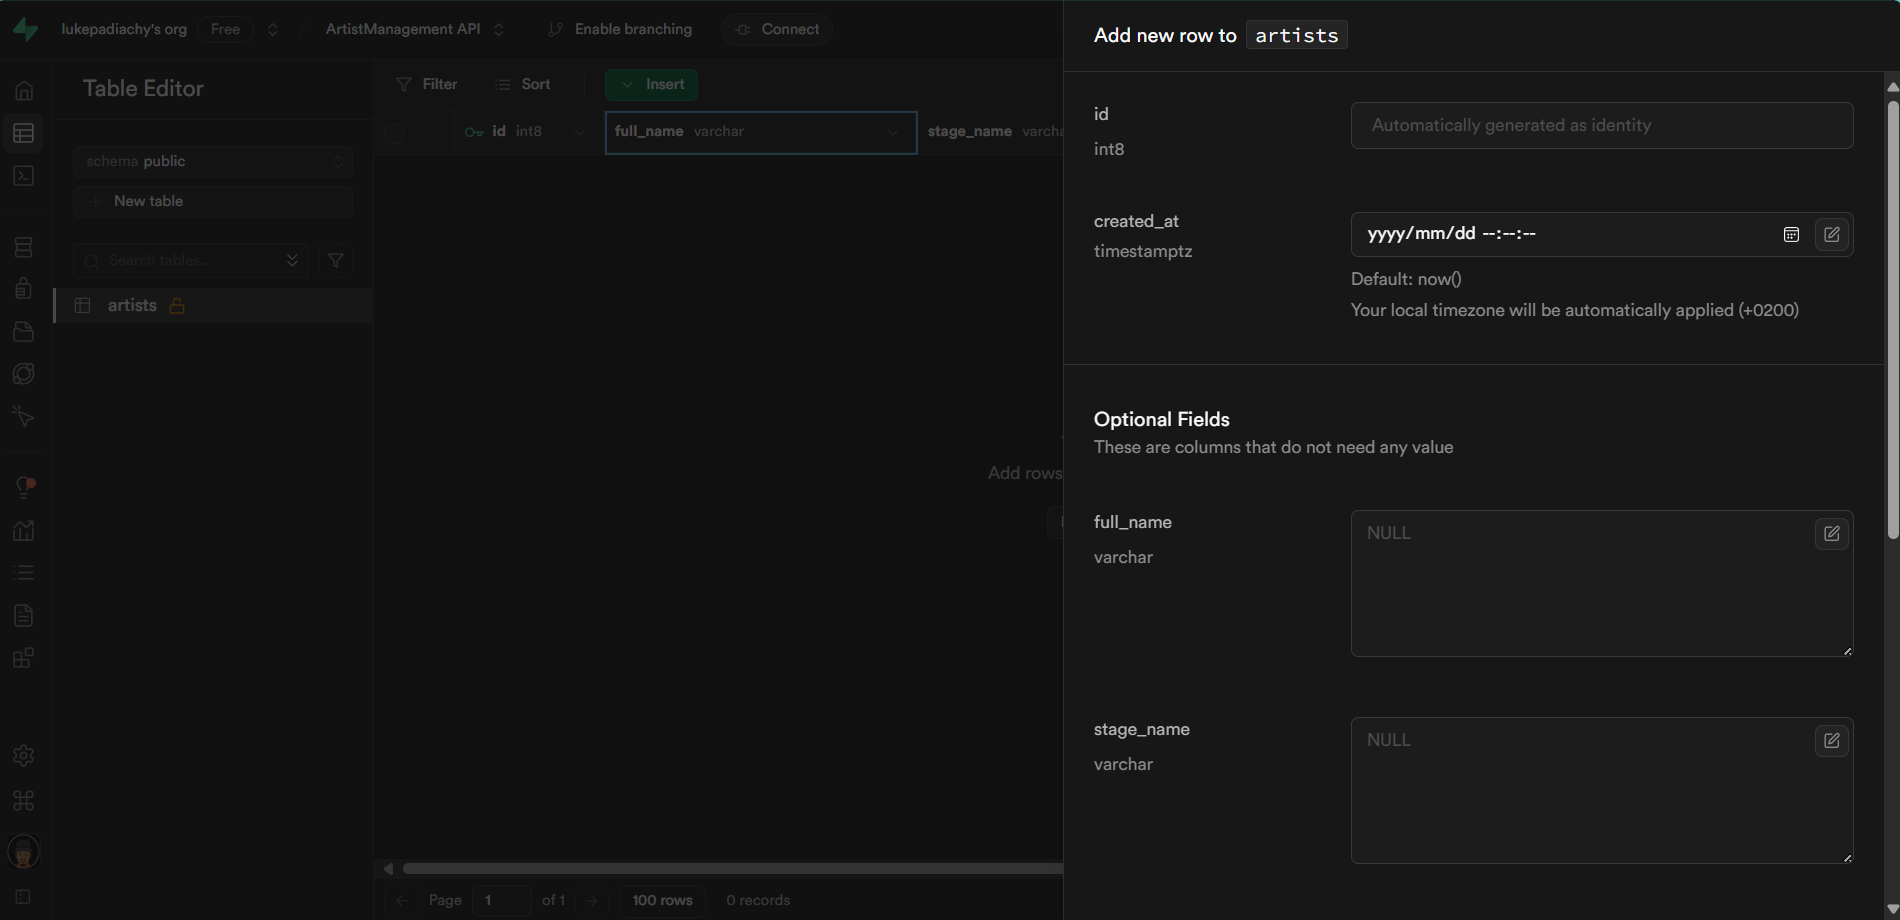 lukepadiachy's org Free / ArtistManagement API Enable branching Connect
Table Editor
schema public
New table
Search tables...
artists
Filter Sort Insert
id int8 full_name varchar stage_name
Add rows
Page 1 of 1 100 rows 0 records
Add new row to artists
id
int8
Automatically generated as identity
created_at
timestamptz
yyyy/mm/dd --:--:--
Default: now()
Your local timezone will be automatically applied (+0200)
Optional Fields
These are columns that do not need any value
full_name
varchar
NULL
stage_name
varchar
NULL